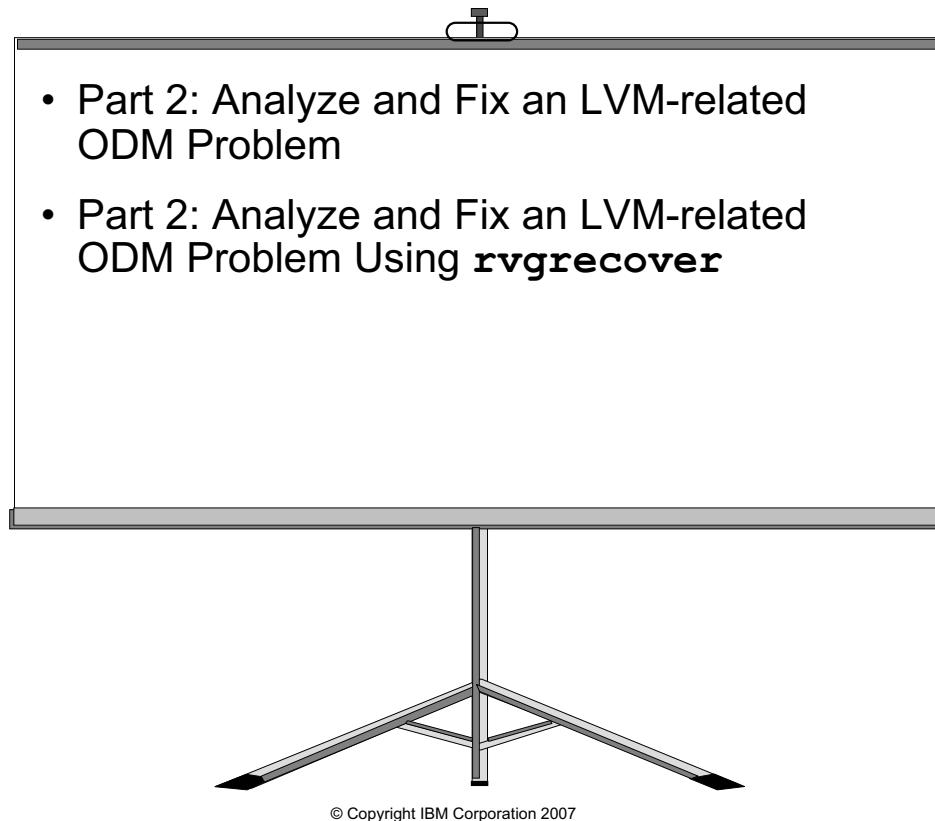 • Part 2: Analyze and Fix an LVM-related
ODM Problem
• Part 2: Analyze and Fix an LVM-related
ODM Problem Using rvgrecover
© Copyright IBM Corporation 2007